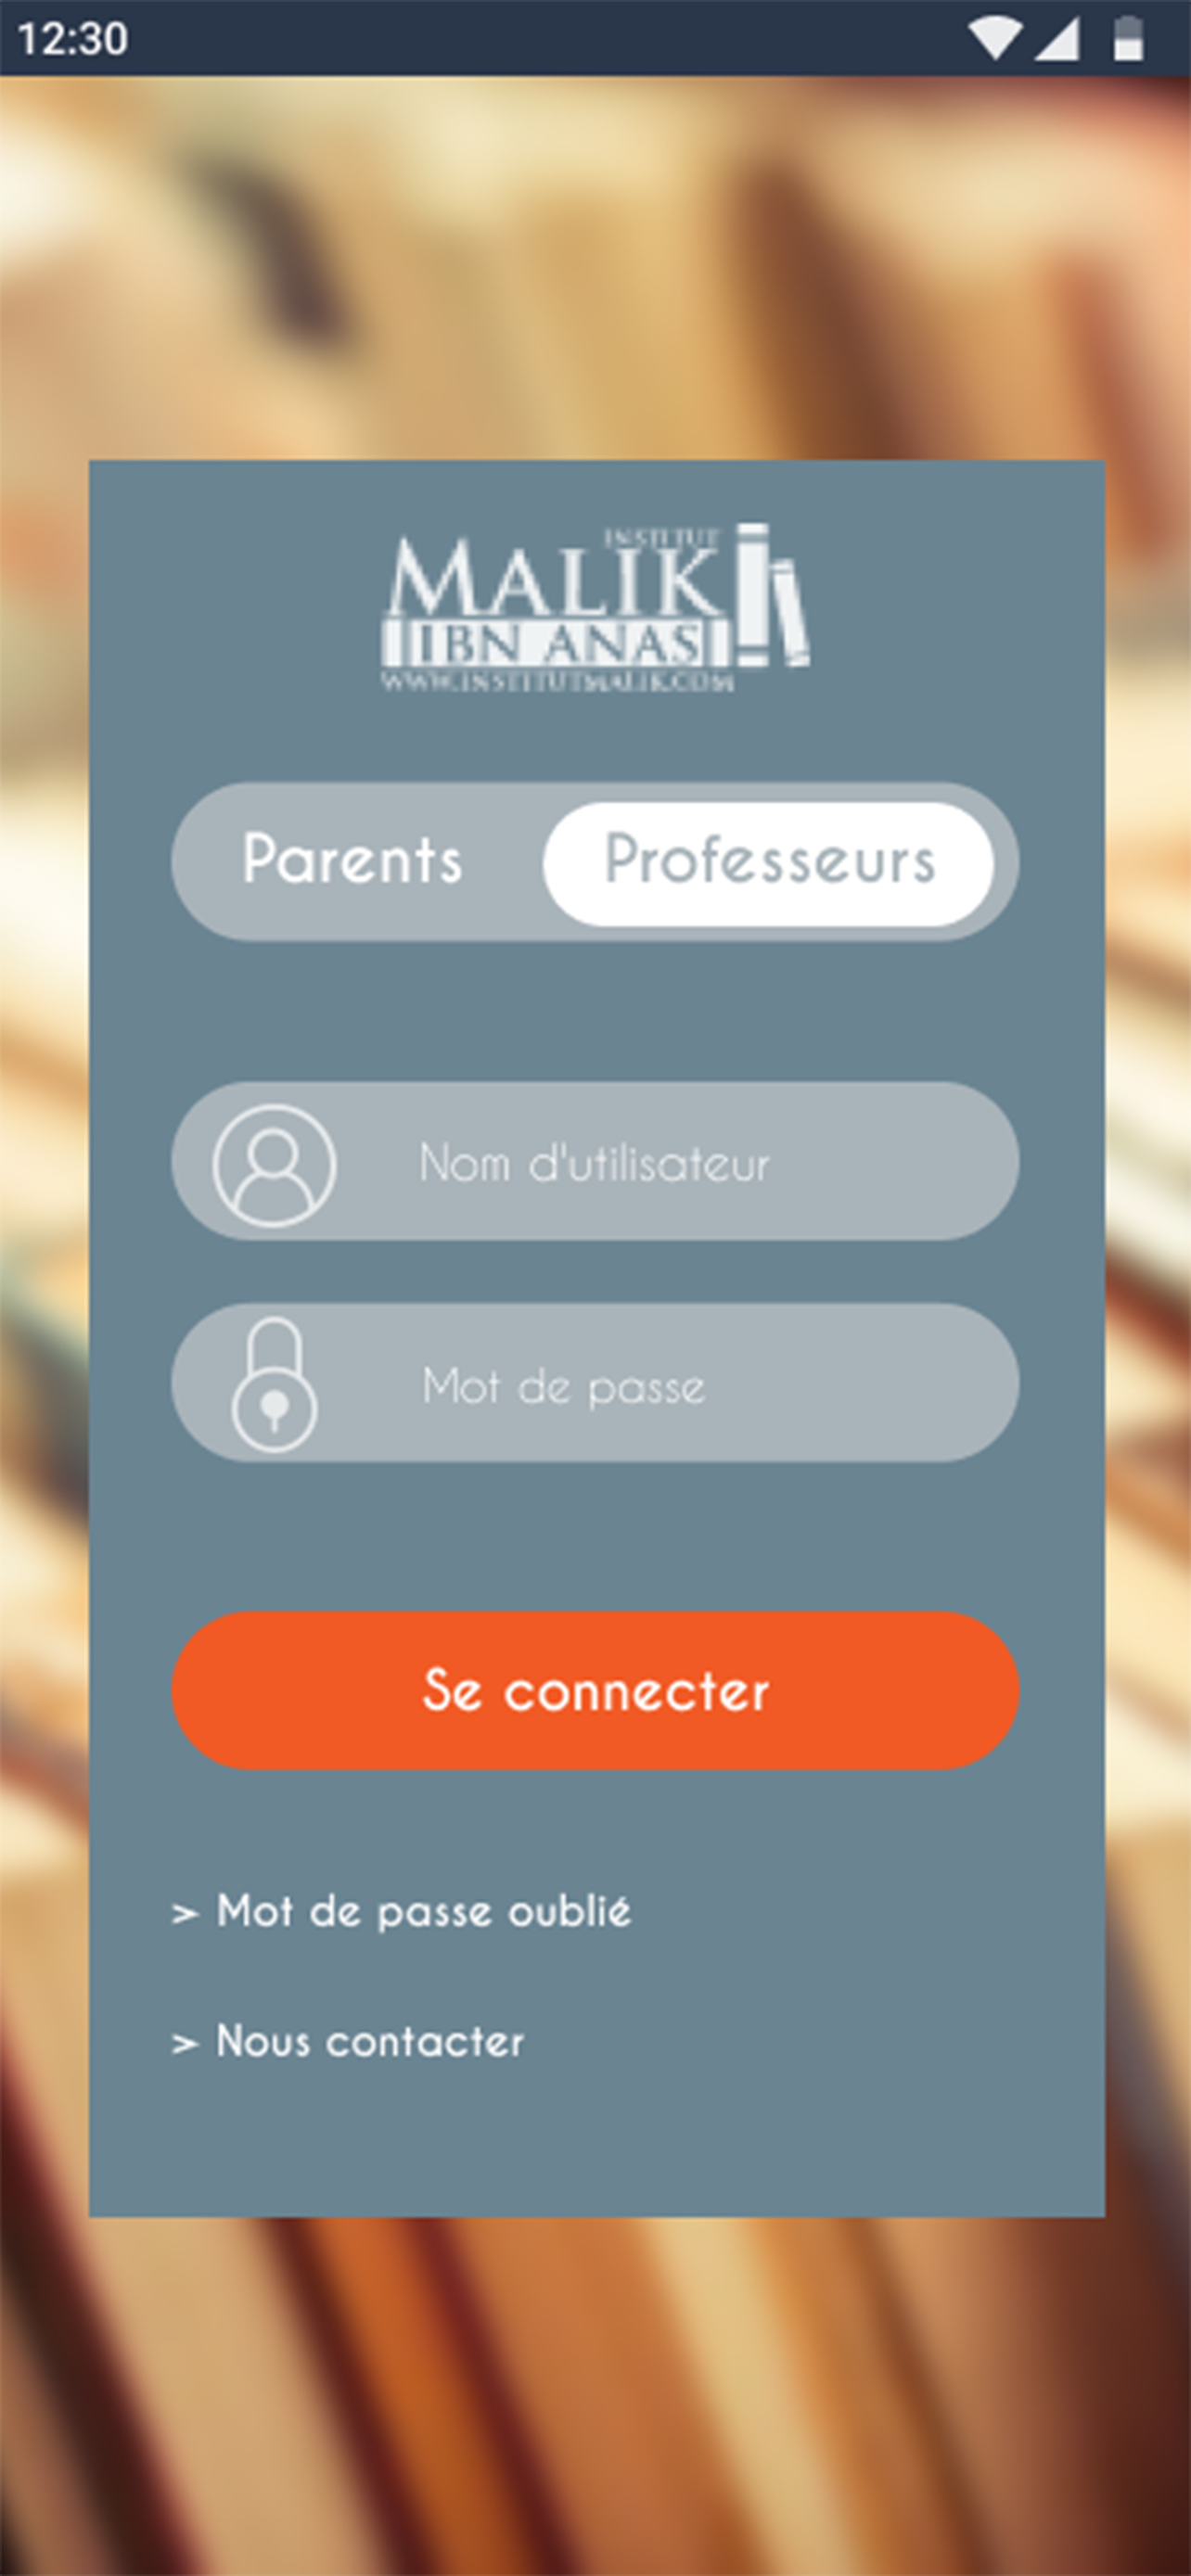 12:30
INSTITUT
MALIK
IBN ANAS
WWW.INSTITUTMALIK.COM
Parents
Professeurs
Nom d'utilisateur
Mot de passe
Se connecter
> Mot de passe oublié
> Nous contacter